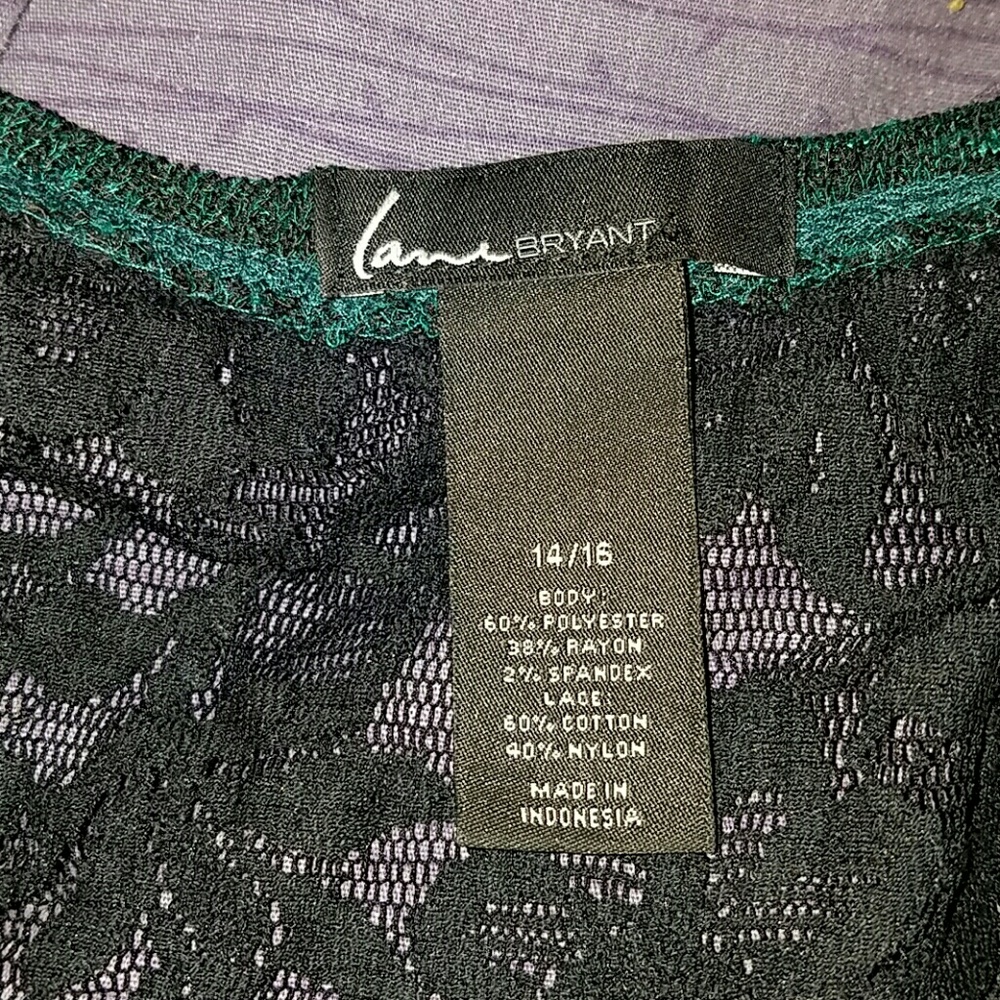 Lane BRYANT
14/16
BODY:
60% POLYESTER
38% RAYON
2% SPANDEX
LACE:
60% COTTON
40% NYLON
MADE IN
INDONESIA